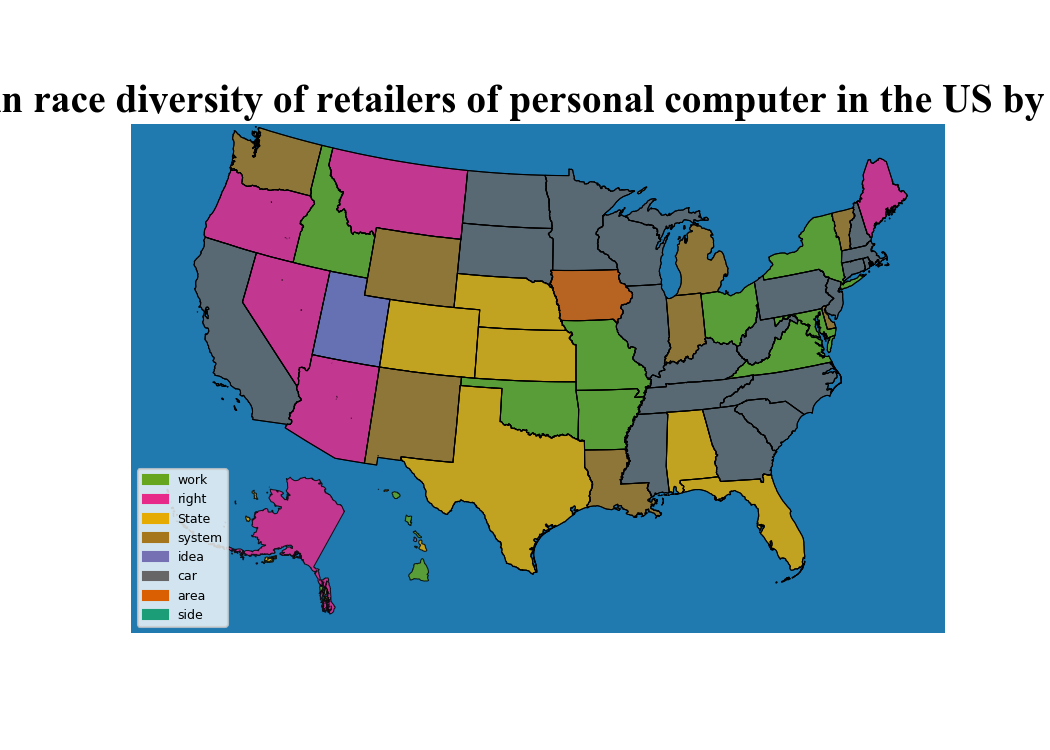 in race diversity of retailers of personal computer in the US by
work
right
State
system
idea
car
area
side